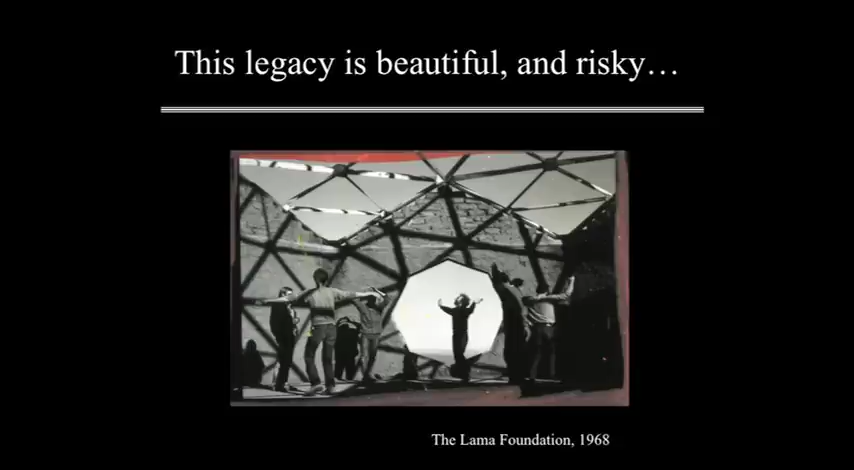 This legacy is beautiful, and risky…
The Lama Foundation, 1968